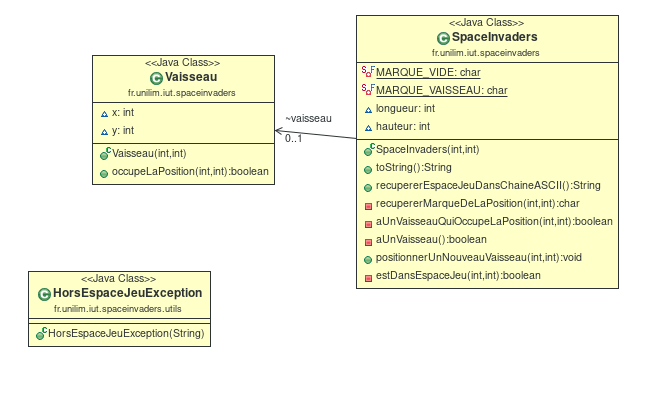 <<Java Class>>
Vaisseau
fr.unilim.iut.spaceinvaders
x: int
y: int
Vaisseau(int,int)
occupeLaPosition(int,int):boolean
~vaisseau
0..1
<<Java Class>>
SpaceInvaders
fr.unilim.iut.spaceinvaders
MARQUE_VIDE: char
MARQUE_VAISSEAU: char
longueur: int
hauteur: int
SpaceInvaders(int,int)
toString():String
recupererEspaceJeuDansChaineASCII():String
recupererMarqueDeLaPosition(int,int):char
aUnVaisseauQuiOccupeLaPosition(int,int):boolean
aUnVaisseau():boolean
positionnerUnNouveauVaisseau(int,int):void
estDansEspaceJeu(int,int):boolean
<<Java Class>>
HorsEspaceJeuException
fr.unilim.iut.spaceinvaders.utils
HorsEspaceJeuException(String)